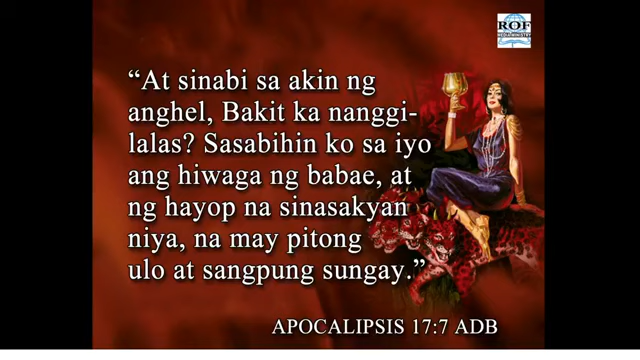 ROF
MEDIA MINISTRY
“At sinabi sa akin ng
anghel, Bakit ka nanggi-
lalas? Sasabihin ko sa iyo
ang hiwaga ng babae, at
ng hayop na sinasakyan
niya, na may pitong
ulo at sangpung sungay.”
APOCALIPSIS 17:7 ADB